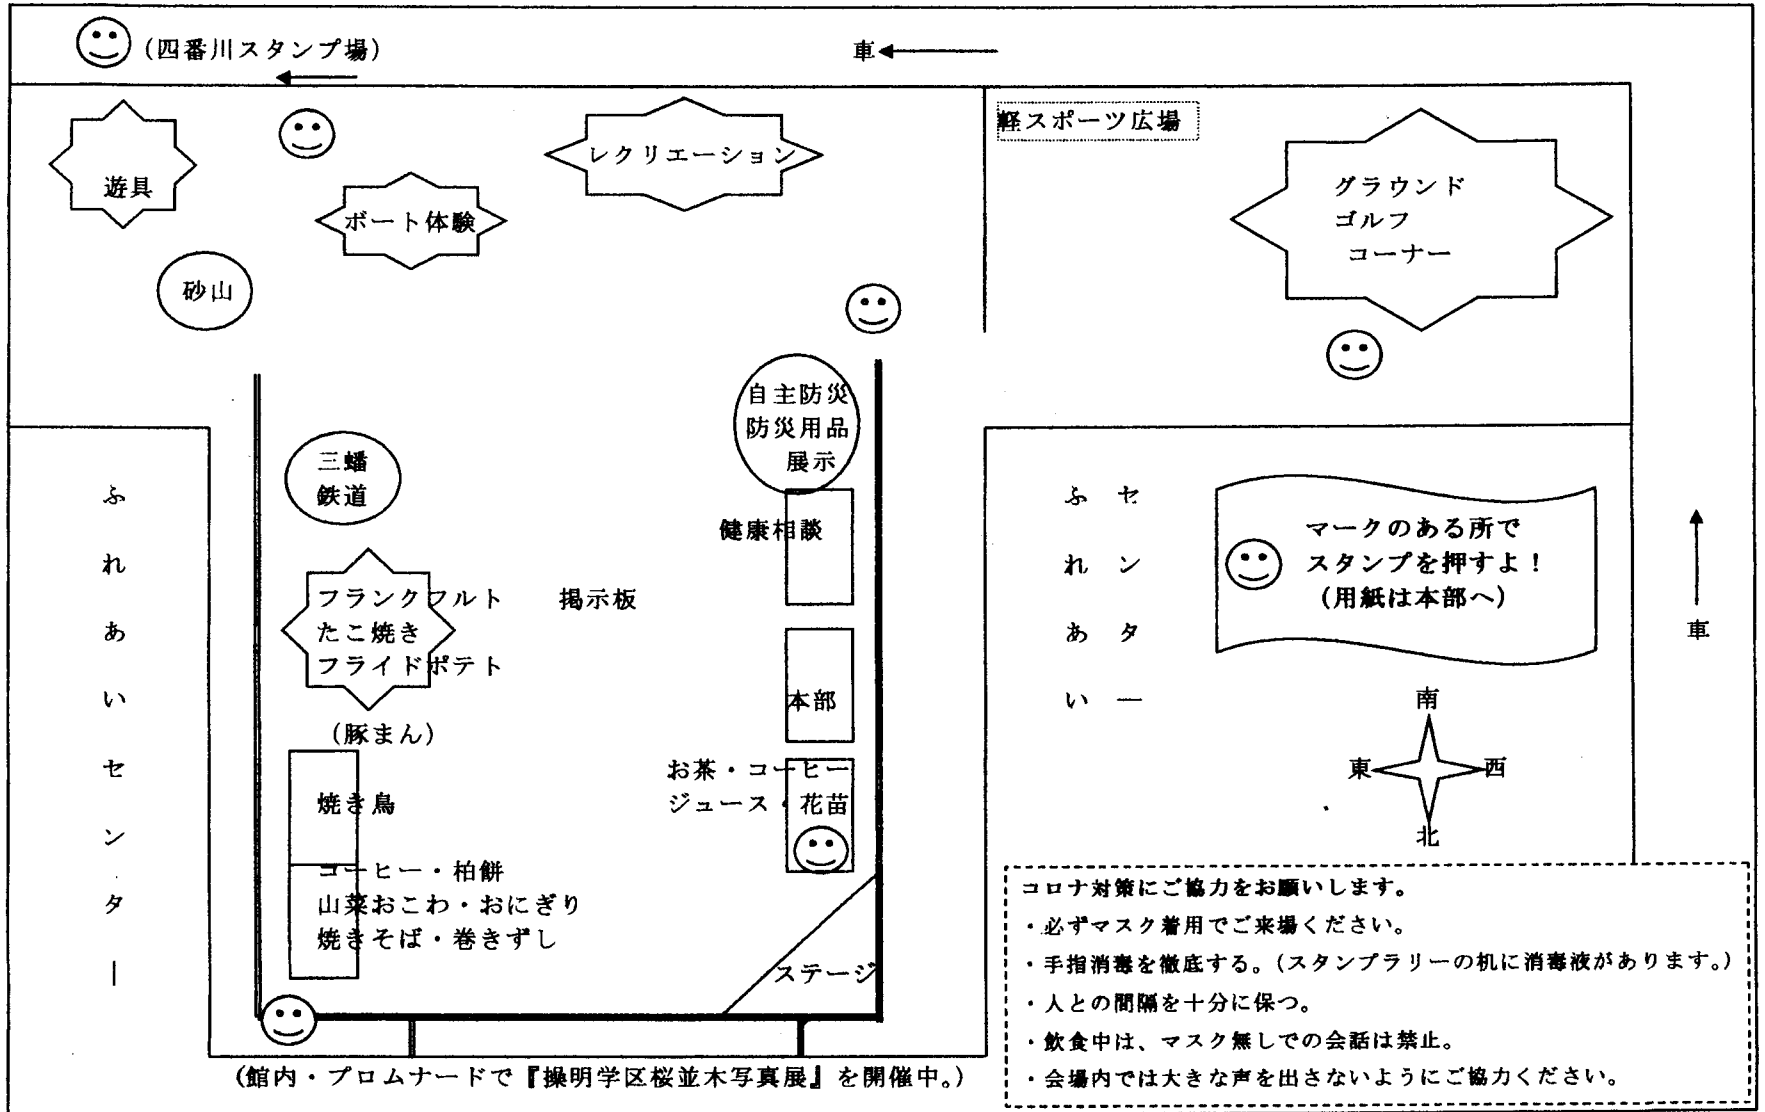 (四番川スタンプ場)
車
遊具
レクリエーション
軽スポーツ広場
グラウンド
ゴルフ
コーナー
ボート体験
砂山
自主防災
防災用品
展示
三蟠
鉄道
健康相談
フランクフルト
たこ焼き
フライドポテト
掲示板
(豚まん)
本部
お茶・コーヒー
ジュース・花苗
焼き鳥
コーヒー・柏餅
山菜おこわ・おにぎり
焼きそば・巻きずし
ステージ
ふれあいセンター
ふれあい
センター
マークのある所で
スタンプを押すよ!
(用紙は本部へ)
車
南
東
西
北
コロナ対策にご協力をお願いします。
・必ずマスク着用でご来場ください。
・手指消毒を徹底する。(スタンプラリーの机に消毒液があります。)
・人との間隔を十分に保つ。
・飲食中は、マスク無しでの会話は禁止。
・会場内では大きな声を出さないようにご協力ください。
(館内・プロムナードで『操明学区桜並木写真展』を開催中。)